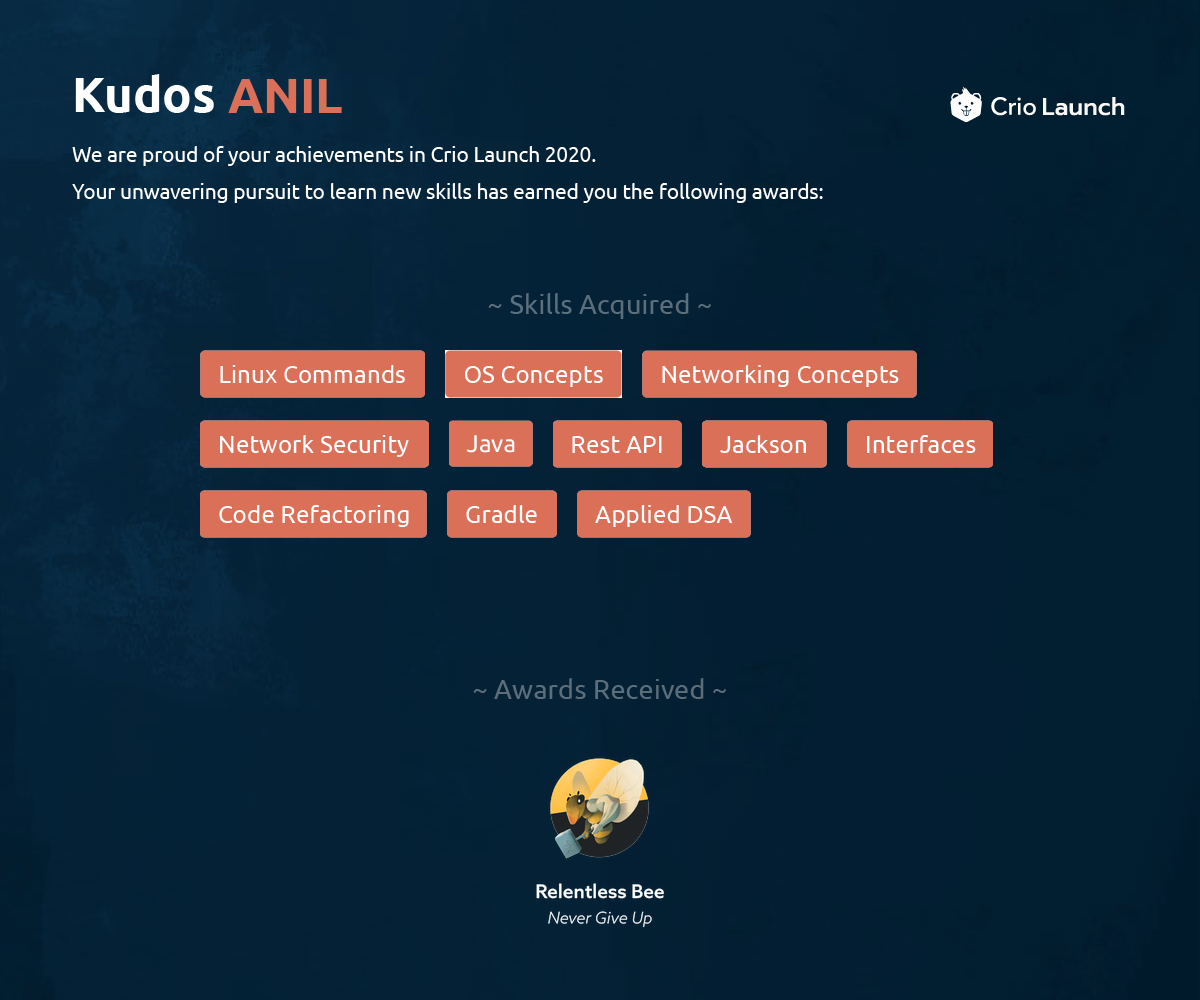 Kudos ANIL
Crio Launch
We are proud of your achievements in Crio Launch 2020.
Your unwavering pursuit to learn new skills has earned you the following awards:
~ Skills Acquired ~
Linux Commands OS Concepts Networking Concepts
Network Security Java Rest API Jackson Interfaces
Code Refactoring Gradle Applied DSA
~ Awards Received ~
Relentless Bee
Never Give Up